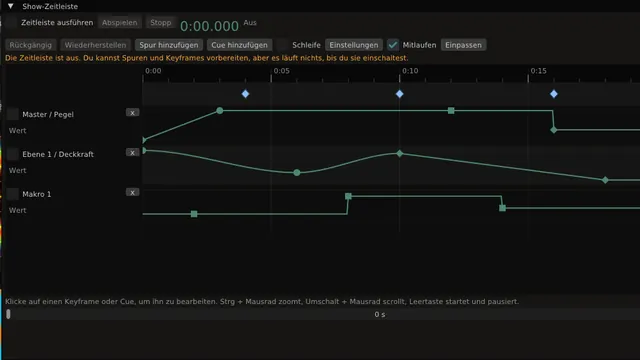 Show-Zeitleiste
Zeitleiste ausführen Abspielen Stopp 0:00.000 Aus
Rückgängig Wiederherstellen Spur hinzufügen Cue hinzufügen Schleife Einstellungen Mitlaufen Einpassen
Die Zeitleiste ist aus. Du kannst Spuren und Keyframes vorbereiten, aber es läuft nichts, bis du sie einschaltest.
0:00 0:05 0:10 0:15
Master / Pegel x
Wert
Ebene 1 / Deckkraft x
Wert
Makro 1 x
Wert
Klicke auf einen Keyframe oder Cue, um ihn zu bearbeiten. Strg + Mausrad zoomt, Umschalt + Mausrad scrollt, Leertaste startet und pausiert.
0 s